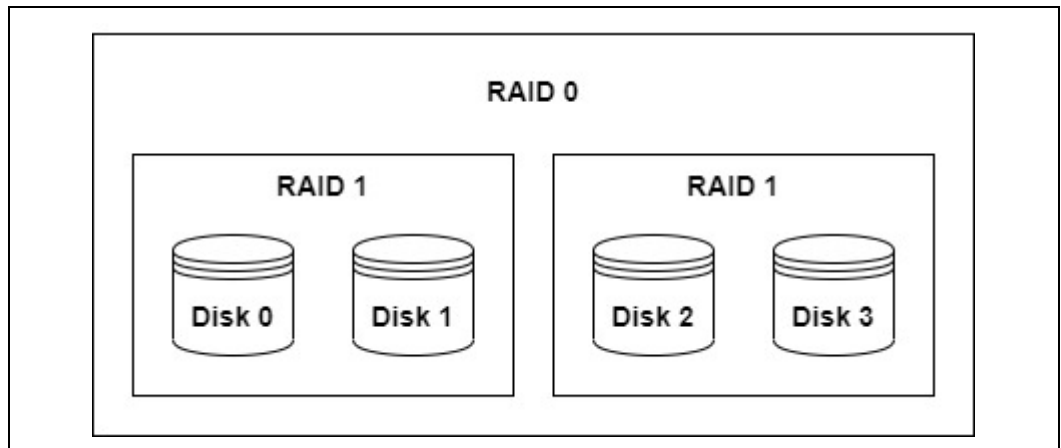 RAID 0
RAID 1
RAID 1
Disk 0
Disk 1
Disk 2
Disk 3